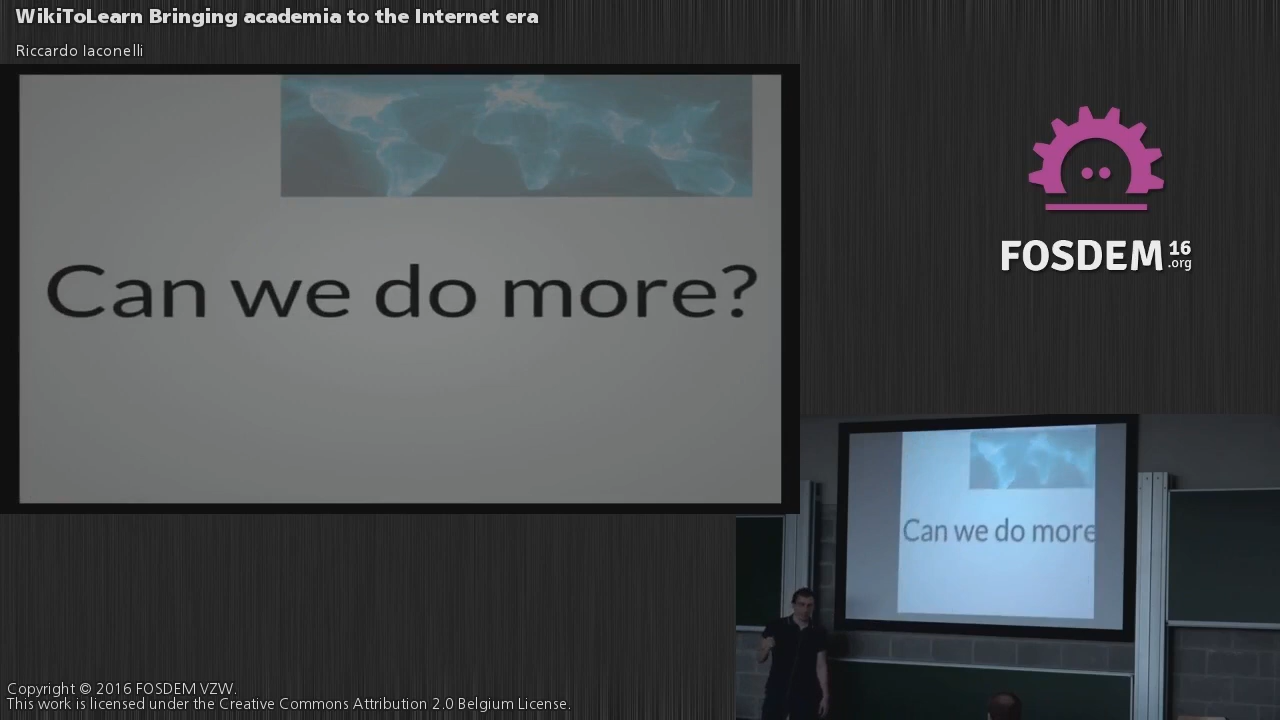 WikiToLearn Bringing academia to the Internet era
Riccardo Iaconelli
Can we do more?
FOSDEM 16
.org
Can we do more
Copyright © 2016 FOSDEM VZW.
This work is licensed under the Creative Commons Attribution 2.0 Belgium License.